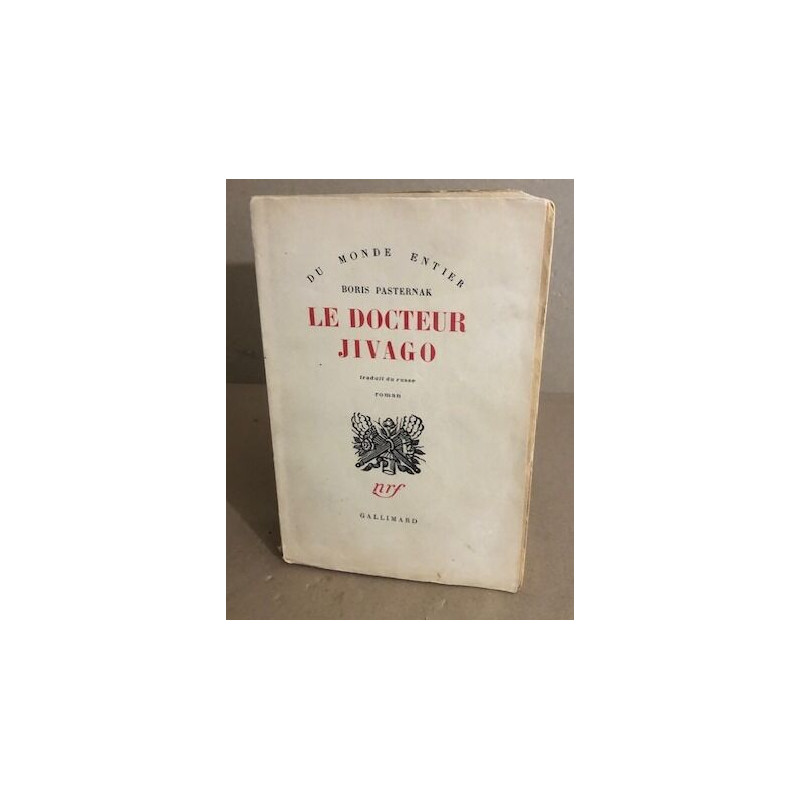 DU MONDE ENTIER
BORIS PASTERNAK
LE DOCTEUR
JIVAGO
traduit du russe
roman
nrf
GALLIMARD